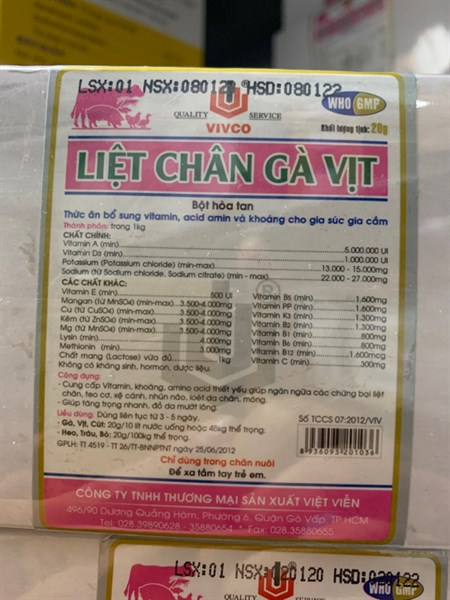 LSX:01 NSX:080120 HSD:080122
QUALITY SERVICE
VIVCO
WHO GMP
Khối lượng tịnh: 20g
LIỆT CHÂN GÀ VỊT
Bột hòa tan
Thức ăn bổ sung vitamin, acid amin và khoáng cho gia súc gia cầm
Thành phần: trong 1kg
CHẤT CHÍNH:
Vitamin A (min) 5.000.000 UI
Vitamin D3 (min) 1.000.000 UI
Potassium (Potassium chloride) (min-max) 13.000 - 15.000mg
Sodium (từ Sodium chloride, Sodium citrate) (min - max) 22.000 - 27.000mg
CÁC CHẤT KHÁC:
Vitamin E (min) 500 UI
Mangan (từ MnSO4) (min-max) 3.500-4.000mg
Cu (từ CuSO4) (min-max) 3.500-4.000mg
Kẽm (từ ZnSO4) (min-max) 3.500-4.000mg
Mg (từ MnSO4) (min-max) 3.500-4.000mg
Lysin (min) 4.000mg
Methionin (min) 3.000mg
Chất mang (Lactose) vừa đủ 1kg
Không có kháng sinh, hormon, dược liệu.
Vitamin B5 (min) 1.600mg
Vitamin PP (min) 1.600mg
Vitamin K3 (min) 1.300mg
Vitamin B2 (min) 1.300mg
Vitamin B1 (min) 800mg
Vitamin B6 (min) 800mg
Vitamin B12 (min) 1.600mcg
Vitamin C (min) 300mg
Công dụng:
- Cung cấp Vitamin, khoáng, amino acid thiết yếu giúp ngăn ngừa các chứng bại liệt
chân, teo cơ, xệ cánh, nhũn não, loét da chân, mỏng.
- Giúp tăng trọng nhanh, đỏ da mướt lông.
Liều dùng: Dùng liên tục từ 3 - 5 ngày.
- Gà, Vịt, Cút: 20g/10 lít nước uống hoặc kg thể trọng.
- Heo, Trâu, Bò: 20g/100kg thể trọng.
GPLH: TT 4519 - TT 26/TT-BNNPTNT ngày 25/06/2012
Số TCCS 07:2012/VIV
8 936093 201036
Chỉ dùng trong chăn nuôi
Để xa tầm tay trẻ em.
CÔNG TY TNHH THƯƠNG MẠI SẢN XUẤT VIỆT VIỄN
496/90 Dương Quảng Hàm, Phường 6, Quận Gò Vấp, TP HCM
Tel: 028.39890628 - 35880654 * Fax: 028.35880655
LSX:01 NSX: 020120 HSD:020122
QUALITY SERVICE
WHO GMP